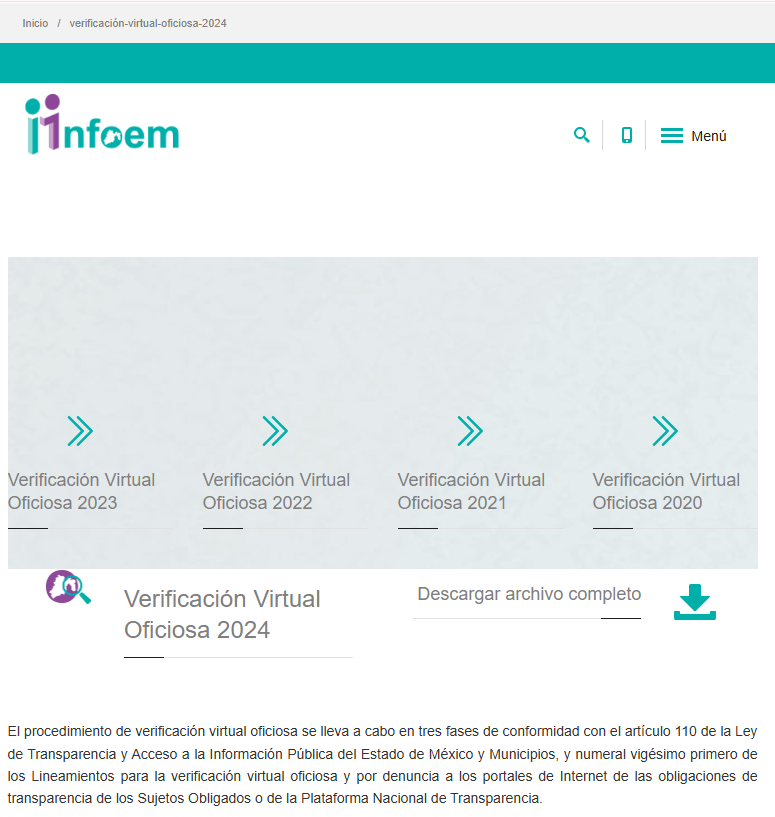 Inicio / verificación-virtual-oficiosa-2024
infoem
Menú
Verificación Virtual
Oficiosa 2023
Verificación Virtual
Oficiosa 2022
Verificación Virtual
Oficiosa 2021
Verificación Virtual
Oficiosa 2020
Verificación Virtual
Oficiosa 2024
Descargar archivo completo
El procedimiento de verificación virtual oficiosa se lleva a cabo en tres fases de conformidad con el artículo 110 de la Ley
de Transparencia y Acceso a la Información Pública del Estado de México y Municipios, y numeral vigésimo primero de
los Lineamientos para la verificación virtual oficiosa y por denuncia a los portales de Internet de las obligaciones de
transparencia de los Sujetos Obligados o de la Plataforma Nacional de Transparencia.